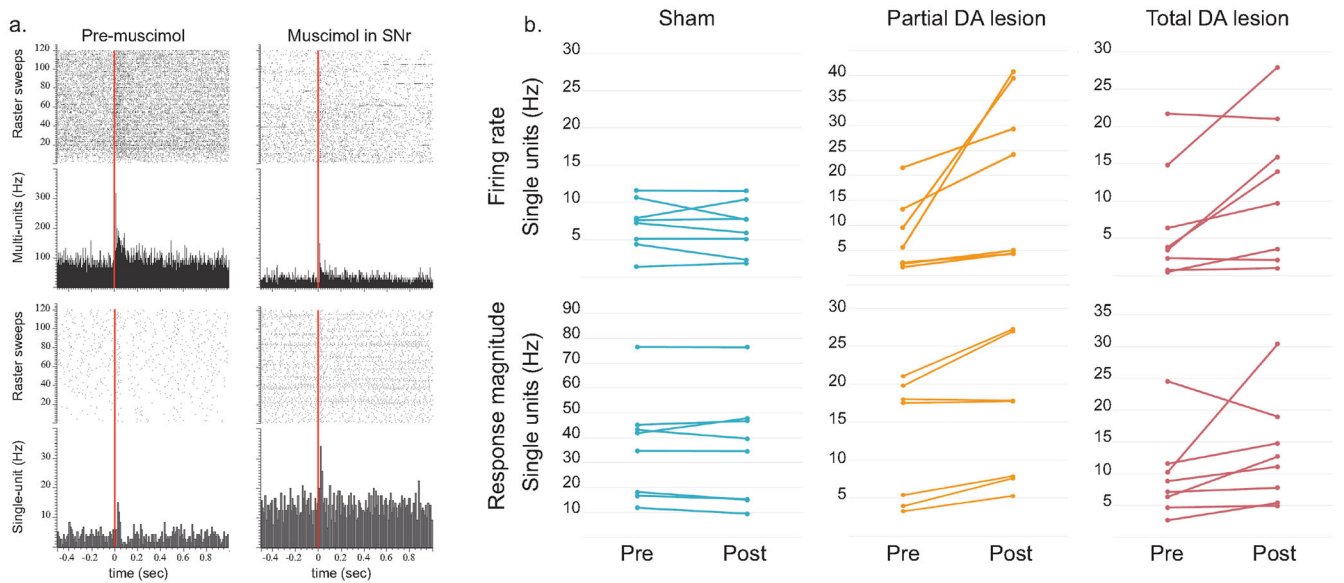 a.
Pre-muscimol
Muscimol in SNr
Raster sweeps
120
100
80
60
40
20
Multi-units (Hz)
300
200
100
Raster sweeps
120
100
80
60
40
20
Single-unit (Hz)
30
20
10
-0.4 -0.2 0 0.2 0.4 0.6 0.8
-0.4 -0.2 0 0.2 0.4 0.6 0.8
time (sec)
time (sec)
b.
Sham
Partial DA lesion
Total DA lesion
Firing rate
Single units (Hz)
30
25
20
15
10
5
40
30
20
10
5
30
25
20
15
10
5
Response magnitude
Single units (Hz)
90
80
70
60
50
40
30
20
10
30
25
20
15
10
5
35
30
25
20
15
10
5
Pre Post
Pre Post
Pre Post